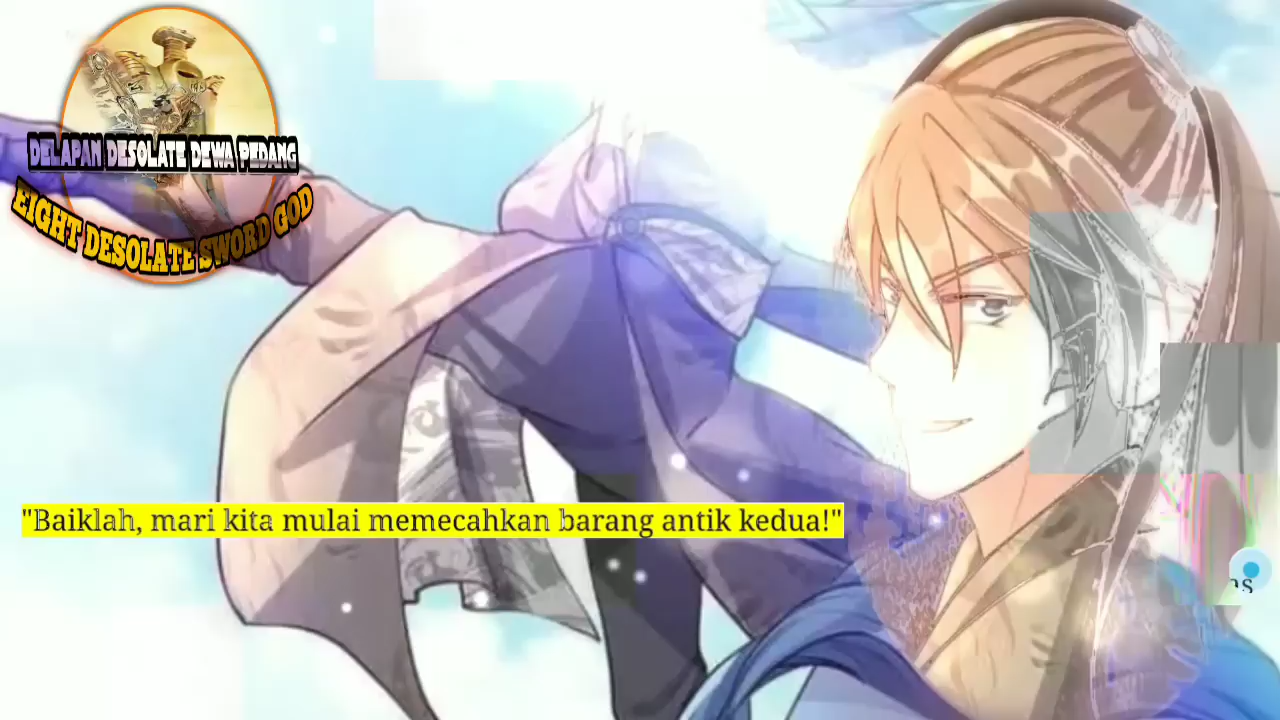 DELAPAN DESOLATE DEWA PEDANG
EIGHT DESOLATE SWORD GOD
"Baiklah, mari kita mulai memecahkan barang antik kedua!"